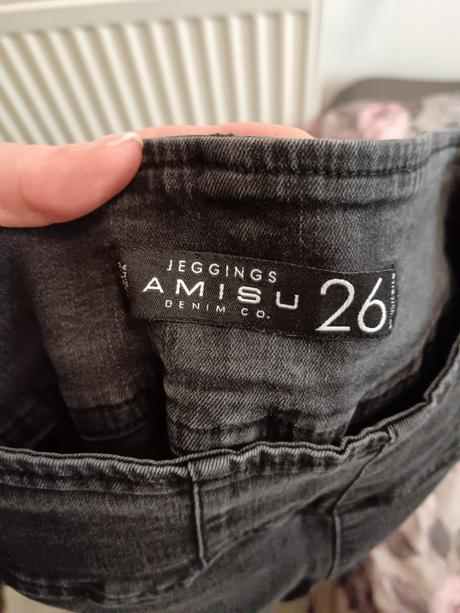 JEGGINGS
AMISU
DENIM CO.
26